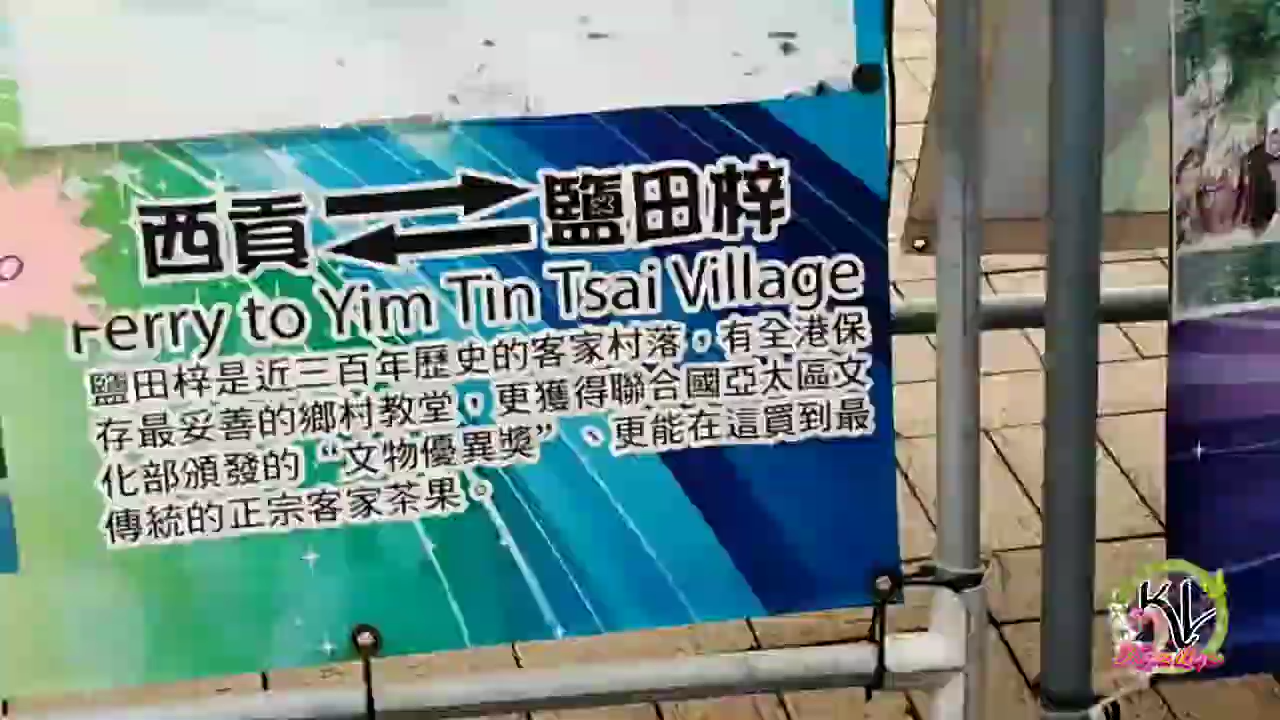 西貢 鹽田梓
Ferry to Yim Tin Tsai Village
鹽田梓是近三百年歷史的客家村落，有全港保
存最妥善的鄉村教堂，更獲得聯合國亞太區文
化部頒發的“文物優異獎”、更能在這買到最
傳統的正宗客家茶果。
KL